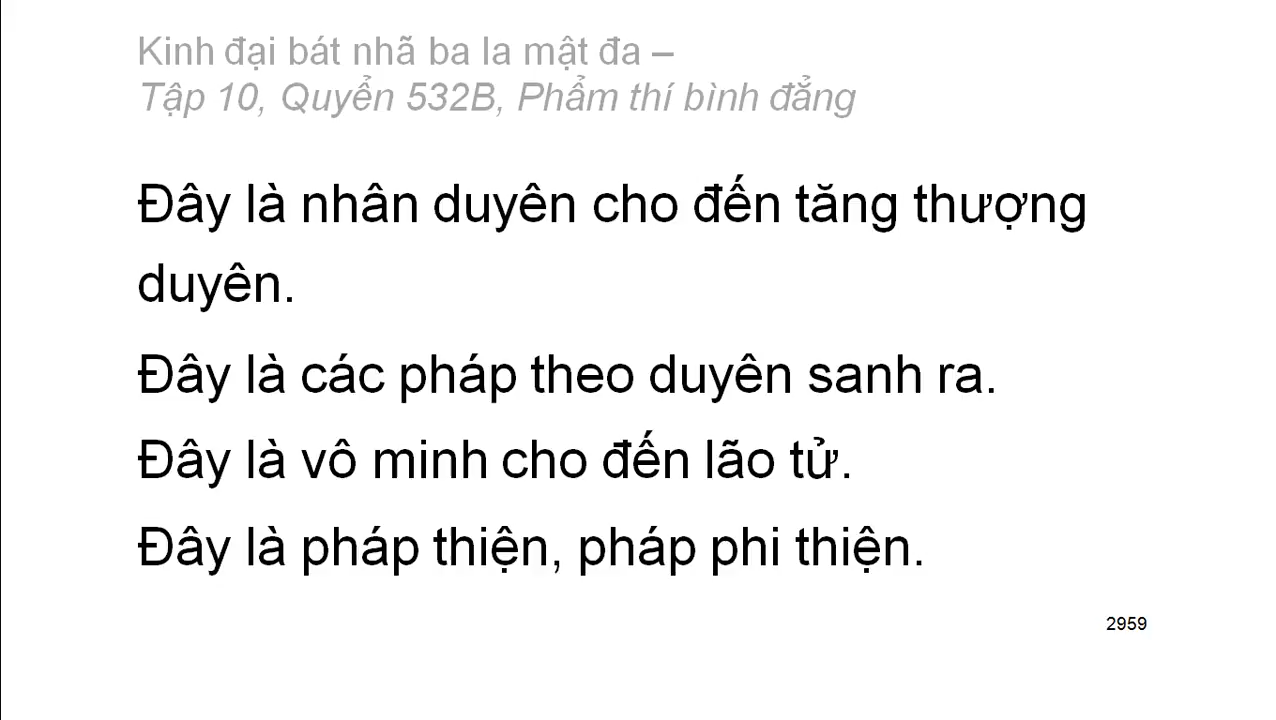 Kinh đại bát nhã ba la mật đa –
Tập 10, Quyển 532B, Phẩm thí bình đẳng
Đây là nhân duyên cho đến tăng thượng
duyên.
Đây là các pháp theo duyên sanh ra.
Đây là vô minh cho đến lão tử.
Đây là pháp thiện, pháp phi thiện.
2959